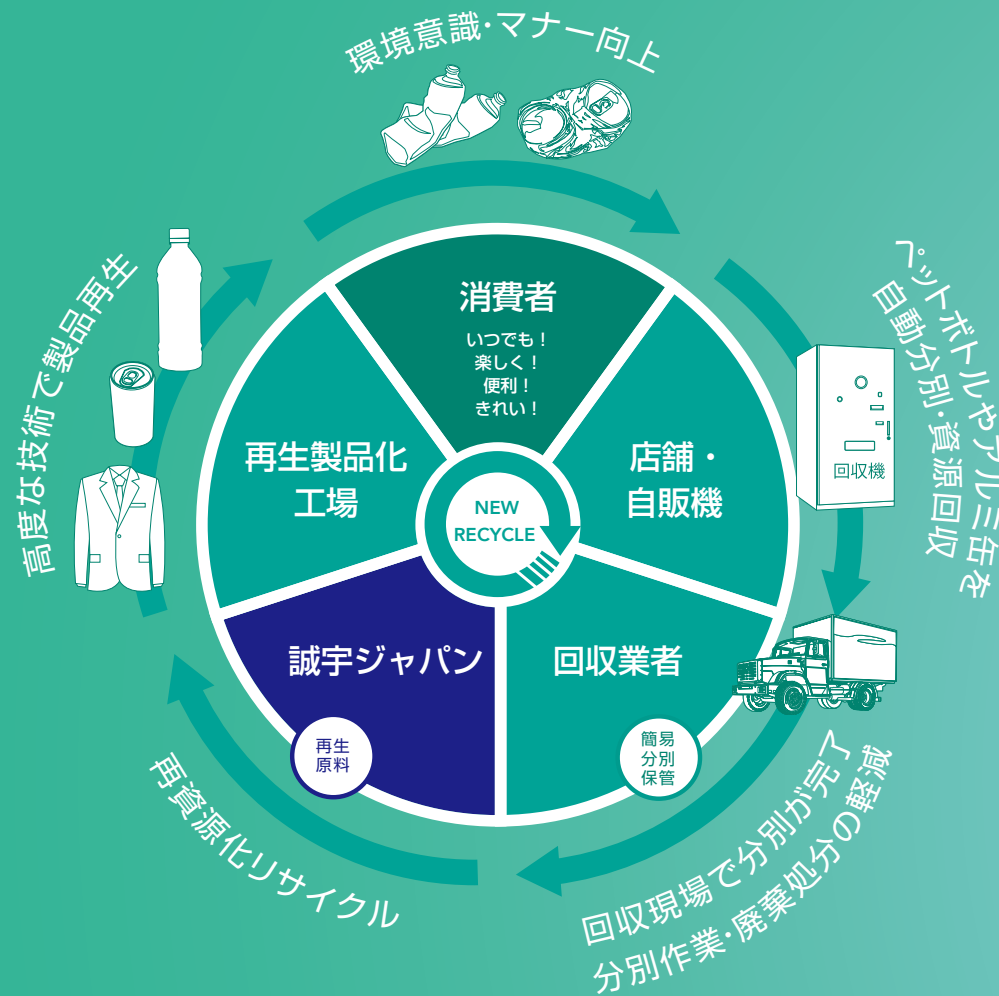 環境意識・マナー向上
消費者
いつでも！
楽しく！
便利！
きれい！
ペットボトルやアルミ缶を
自動分別・資源回収
回収機
店舗・
自販機
回収業者
簡易
分別
保管
回収現場で分別が完了
分別作業・廃棄処分の軽減
誠宇ジャパン
再生
原料
再資源化リサイクル
再生製品化
工場
高度な技術で製品再生
NEW
RECYCLE